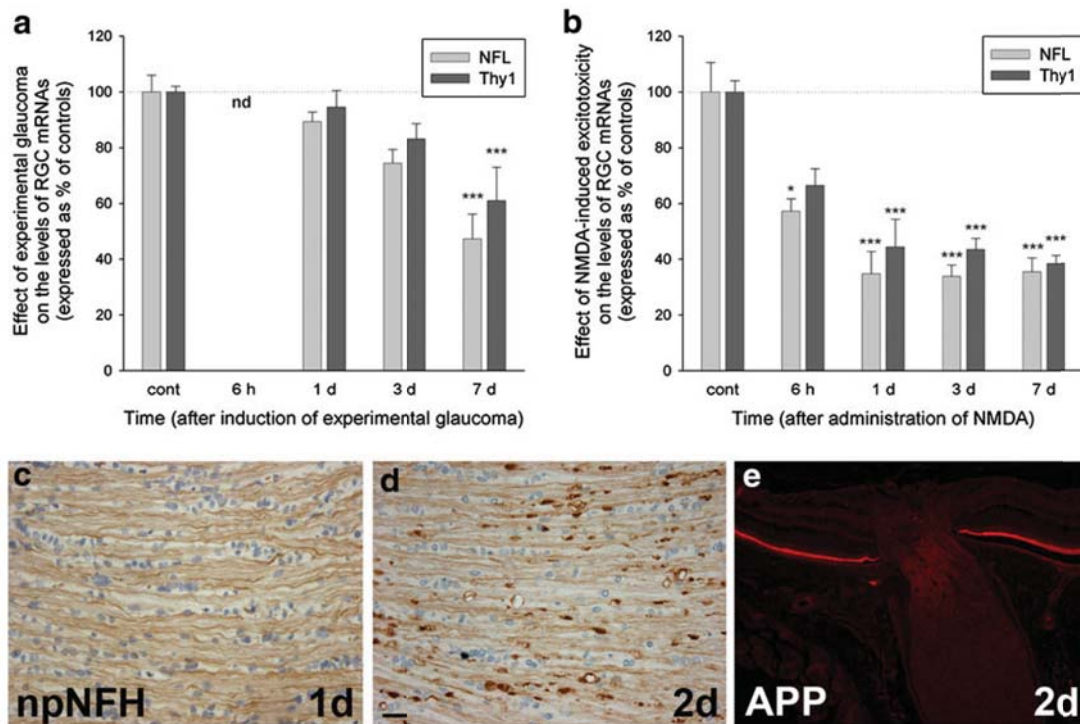 a
Effect of experimental glaucoma
on the levels of RGC mRNAs
(expressed as % of controls)
120
100
80
60
40
20
0
nd
***
***
NFL
Thy1
cont 6 h 1 d 3 d 7 d
Time (after induction of experimental glaucoma)
b
Effect of NMDA-induced excitotoxicity
on the levels of RGC mRNAs
(expressed as % of controls)
120
100
80
60
40
20
0
*
***
***
***
***
***
***
NFL
Thy1
cont 6 h 1 d 3 d 7 d
Time (after administration of NMDA)
c
npNFH 1d
d
2d
e
APP 2d